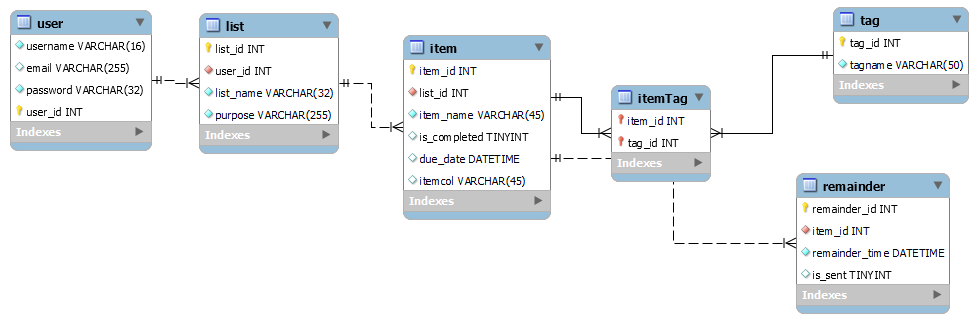 user
username VARCHAR(16)
email VARCHAR(255)
password VARCHAR(32)
user_id INT
Indexes
list
list_id INT
user_id INT
list_name VARCHAR(32)
purpose VARCHAR(255)
Indexes
item
item_id INT
list_id INT
item_name VARCHAR(45)
is_completed TINYINT
due_date DATETIME
itemcol VARCHAR(45)
Indexes
itemTag
item_id INT
tag_id INT
Indexes
tag
tag_id INT
tagname VARCHAR(50)
Indexes
remainder
remainder_id INT
item_id INT
remainder_time DATETIME
is_sent TINYINT
Indexes